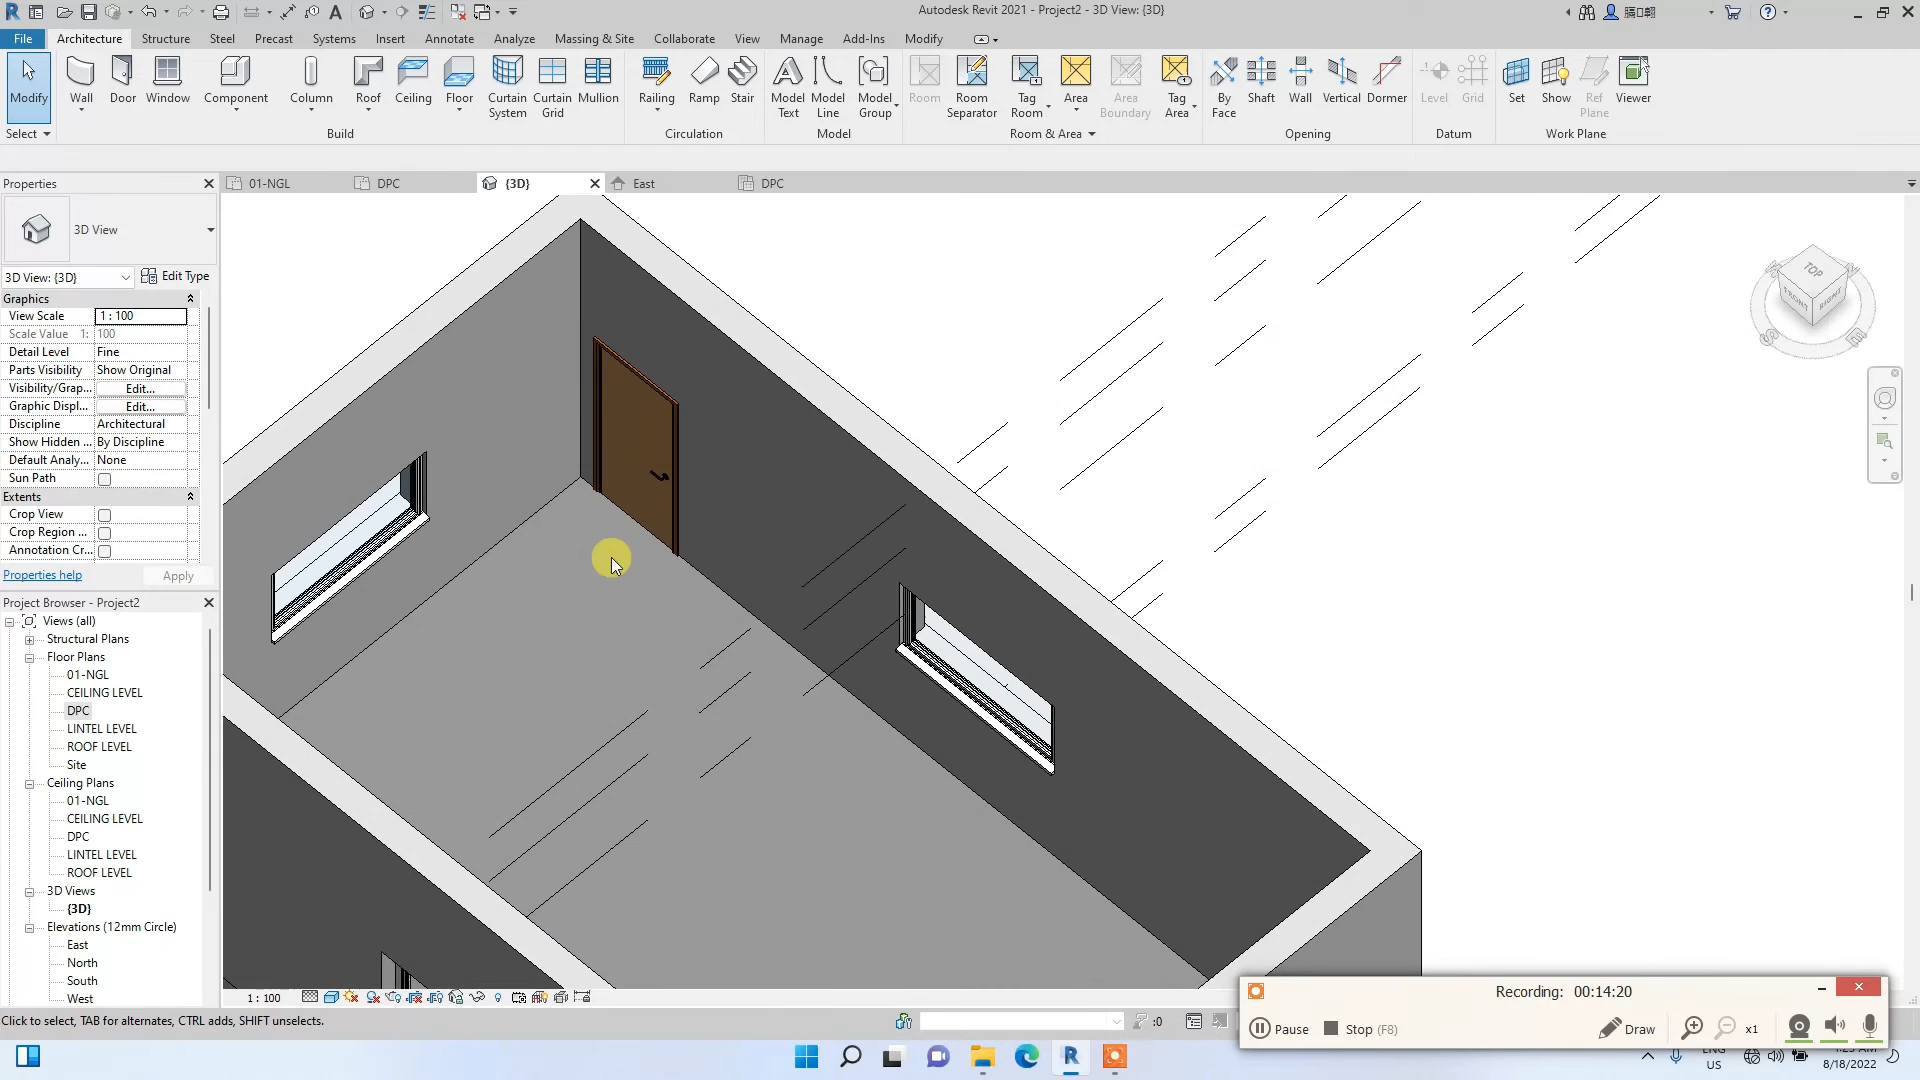 Autodesk Revit 2021 - Project2 - 3D View: {3D}
File Architecture Structure Steel Precast Systems Insert Annotate Analyze Massing & Site Collaborate View Manage Add-Ins Modify
Modify Wall Door Window Component Column Roof Ceiling Floor Curtain System Curtain Grid Mullion Railing Ramp Stair Model Text Model Line Model Group Room Room Separator Tag Room Area Area Boundary Tag Area By Face Shaft Wall Vertical Dormer Level Grid Set Show Ref Plane Viewer
Select Build Circulation Model Room & Area Opening Datum Work Plane
Properties
01-NGL DPC {3D} East DPC
3D View
3D View: {3D} Edit Type
Graphics
View Scale 1 : 100
Scale Value 1: 100
Detail Level Fine
Parts Visibility Show Original
Visibility/Grap... Edit...
Graphic Displ... Edit...
Discipline Architectural
Show Hidden ... By Discipline
Default Analy... None
Sun Path
Extents
Crop View
Crop Region ...
Annotation Cr...
Properties help Apply
Project Browser - Project2
Views (all)
Structural Plans
Floor Plans
01-NGL
CEILING LEVEL
DPC
LINTEL LEVEL
ROOF LEVEL
Site
Ceiling Plans
01-NGL
CEILING LEVEL
DPC
LINTEL LEVEL
ROOF LEVEL
3D Views
{3D}
Elevations (12mm Circle)
East
North
South
West
TOP
FRONT RIGHT
S E
1 : 100
Click to select, TAB for alternates, CTRL adds, SHIFT unselects.
:0
Recording: 00:14:20
Pause Stop (F8) Draw x1
ENG
US
8/18/2022